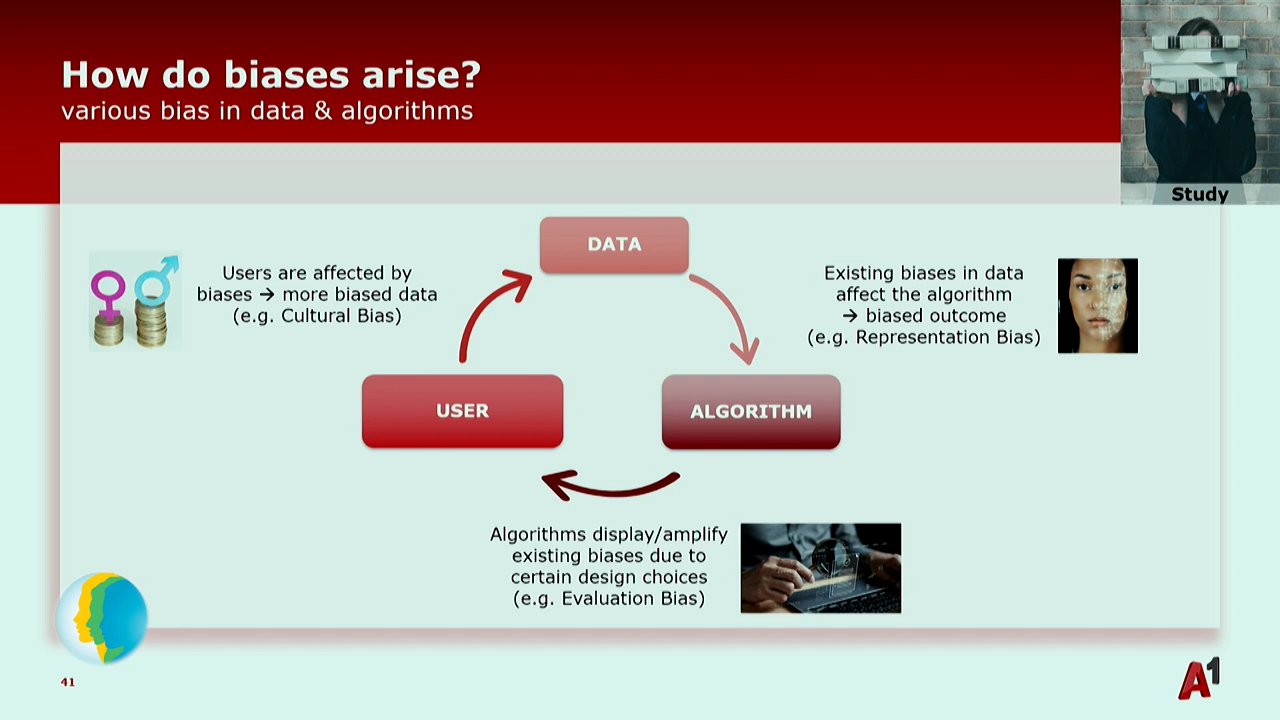 How do biases arise?
various bias in data & algorithms
Study
DATA
Users are affected by
biases → more biased data
(e.g. Cultural Bias)
Existing biases in data
affect the algorithm
→ biased outcome
(e.g. Representation Bias)
USER
ALGORITHM
Algorithms display/amplify
existing biases due to
certain design choices
(e.g. Evaluation Bias)
41
A1